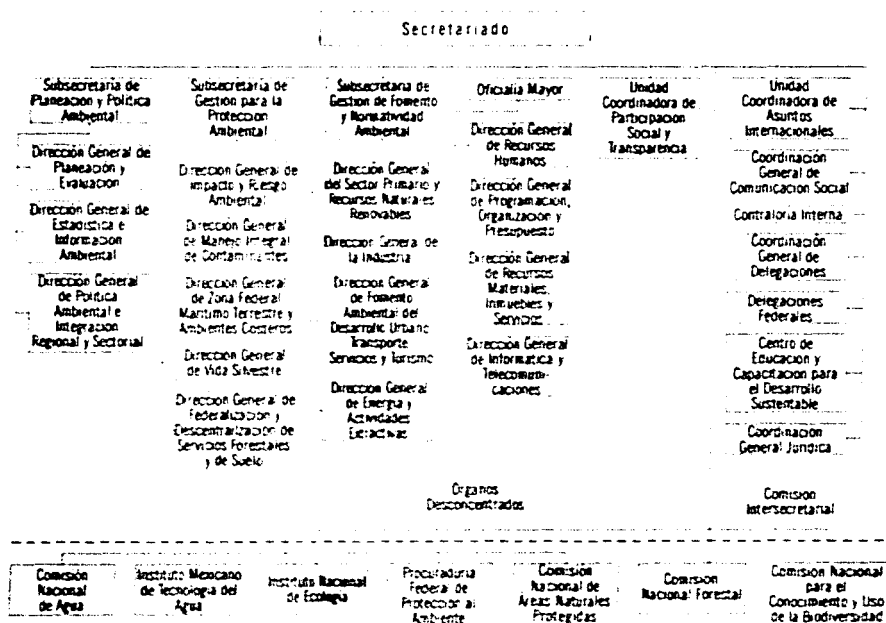 Secretariado
Subsecretaría de
Planeación y Política
Ambiental
Dirección General de
Planeación y
Evaluación
Dirección General de
Estadística e
Información
Ambiental
Dirección General
de Política
Ambiental e
Integración
Regional y Sectorial
Subsecretaría de
Gestión para la
Protección
Ambiental
Dirección General de
Impacto y Riesgo
Ambiental
Dirección General
de Manejo Integral
de Contaminantes
Dirección General
de Zona Federal
Marítimo Terrestre y
Ambientes Costeros
Dirección General
de Vida Silvestre
Dirección General de
Federalización y
Descentralización de
Servicios Forestales
y de Suelo
Subsecretaría de
Gestión de Fomento
y Normatividad
Ambiental
Dirección General
del Sector Primario y
Recursos Naturales
Renovables
Dirección General de
la Industria
Dirección General
de Fomento
Ambiental del
Desarrollo Urbano
Transporte
Servicios y Turismo
Dirección General
de Energía y
Actividades
Extractivas
Oficialía Mayor
Dirección General
de Recursos
Humanos
Dirección General
de Programación,
Organización y
Presupuesto
Dirección General
de Recursos
Materiales,
Inmuebles y
Servicios
Dirección General
de Informática y
Telecomuni-
caciones
Unidad
Coordinadora de
Participación
Social y
Transparencia
Unidad
Coordinadora de
Asuntos
Internacionales
Coordinación
General de
Comunicación Social
Contraloría Interna
Coordinación
General de
Delegaciones
Delegaciones
Federales
Centro de
Educación y
Capacitación para
el Desarrollo
Sustentable
Coordinación
General Jurídica
Órganos
Desconcentrados
Comisión
Intersecretarial
Comisión
Nacional
de Agua
Instituto Mexicano
de Tecnología del
Agua
Instituto Nacional
de Ecología
Procuraduría
Federal de
Protección al
Ambiente
Comisión
Nacional de
Áreas Naturales
Protegidas
Comisión
Nacional Forestal
Comisión Nacional
para el
Conocimiento y Uso
de la Biodiversidad